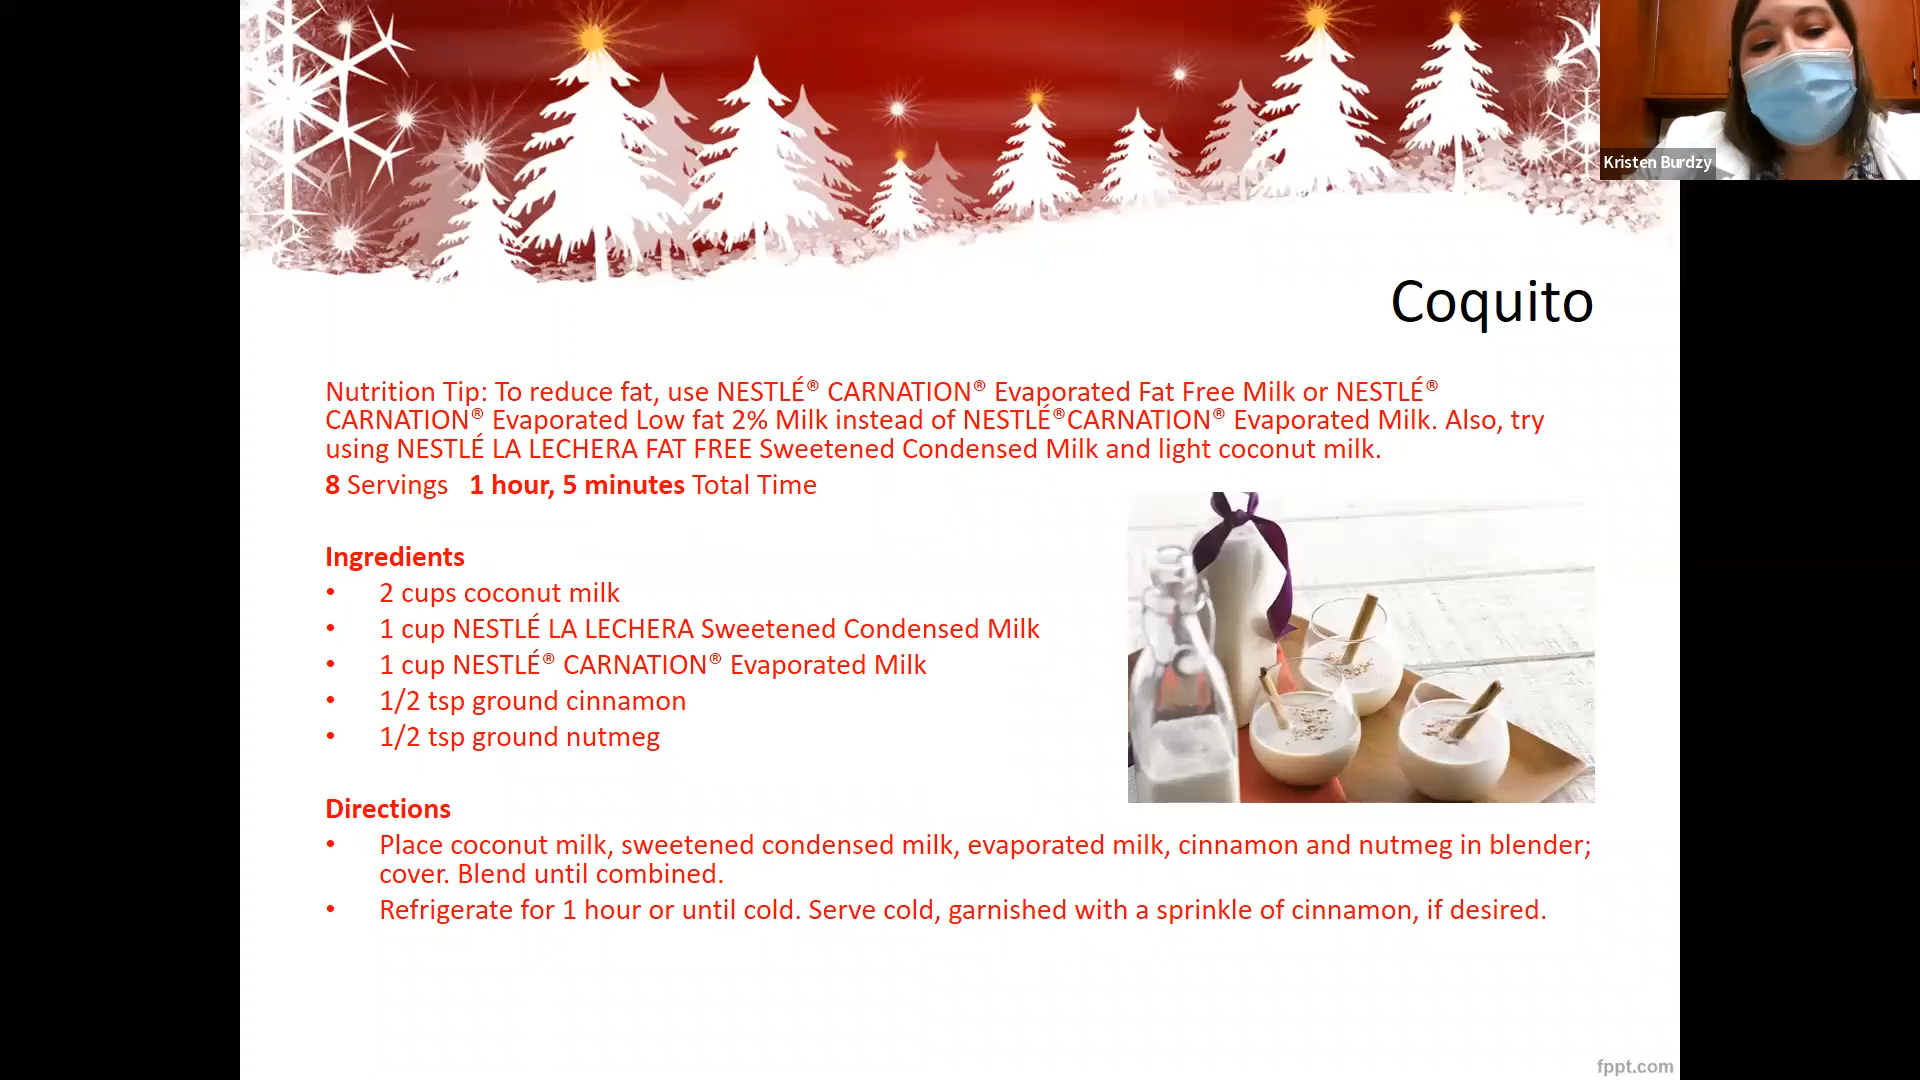 Kristen Burdzy
Coquito
Nutrition Tip: To reduce fat, use NESTLÉ® CARNATION® Evaporated Fat Free Milk or NESTLÉ®
CARNATION® Evaporated Low fat 2% Milk instead of NESTLÉ®CARNATION® Evaporated Milk. Also, try
using NESTLÉ LA LECHERA FAT FREE Sweetened Condensed Milk and light coconut milk.
8 Servings 1 hour, 5 minutes Total Time
Ingredients
• 2 cups coconut milk
• 1 cup NESTLÉ LA LECHERA Sweetened Condensed Milk
• 1 cup NESTLÉ® CARNATION® Evaporated Milk
• 1/2 tsp ground cinnamon
• 1/2 tsp ground nutmeg
Directions
• Place coconut milk, sweetened condensed milk, evaporated milk, cinnamon and nutmeg in blender;
cover. Blend until combined.
• Refrigerate for 1 hour or until cold. Serve cold, garnished with a sprinkle of cinnamon, if desired.
fppt.com